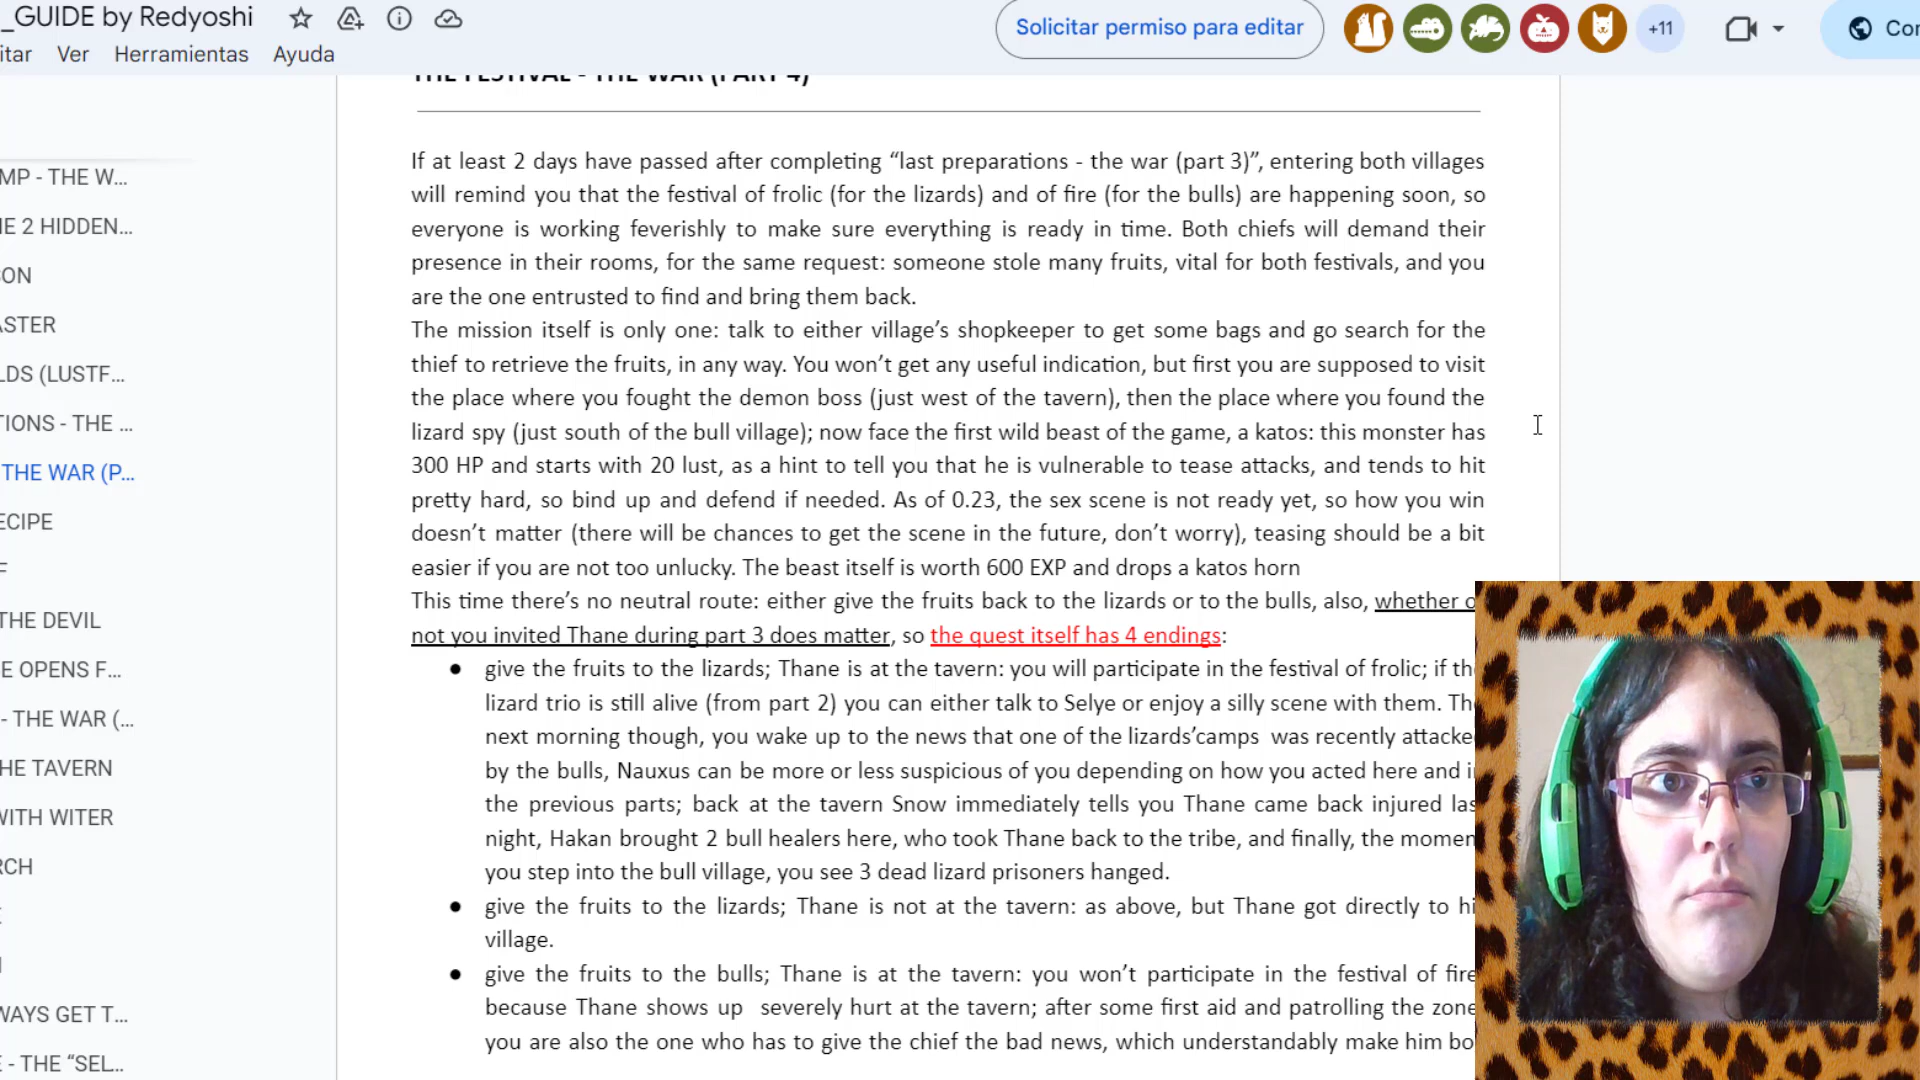 _GUIDE by Redyoshi
Solicitar permiso para editar
+11
itar Ver Herramientas Ayuda
THE FESTIVAL - THE WAR (PART 4)
MP - THE W...
E 2 HIDDEN...
ASTER
LDS (LUSTF...
TIONS - THE ...
THE WAR (P...
ECIPE
THE DEVIL
E OPENS F...
- THE WAR (...
HE TAVERN
WITH WITER
RCH
WAYS GET T...
- THE “SEL...
If at least 2 days have passed after completing “last preparations - the war (part 3)”, entering both villages
will remind you that the festival of frolic (for the lizards) and of fire (for the bulls) are happening soon, so
everyone is working feverishly to make sure everything is ready in time. Both chiefs will demand their
presence in their rooms, for the same request: someone stole many fruits, vital for both festivals, and you
are the one entrusted to find and bring them back.
The mission itself is only one: talk to either village’s shopkeeper to get some bags and go search for the
thief to retrieve the fruits, in any way. You won’t get any useful indication, but first you are supposed to visit
the place where you fought the demon boss (just west of the tavern), then the place where you found the
lizard spy (just south of the bull village); now face the first wild beast of the game, a katos: this monster has
300 HP and starts with 20 lust, as a hint to tell you that he is vulnerable to tease attacks, and tends to hit
pretty hard, so bind up and defend if needed. As of 0.23, the sex scene is not ready yet, so how you win
doesn’t matter (there will be chances to get the scene in the future, don’t worry), teasing should be a bit
easier if you are not too unlucky. The beast itself is worth 600 EXP and drops a katos horn
This time there’s no neutral route: either give the fruits back to the lizards or to the bulls, also, whether o
not you invited Thane during part 3 does matter, so the quest itself has 4 endings:
● give the fruits to the lizards; Thane is at the tavern: you will participate in the festival of frolic; if th
lizard trio is still alive (from part 2) you can either talk to Selye or enjoy a silly scene with them. Th
next morning though, you wake up to the news that one of the lizards’camps was recently attacke
by the bulls, Nauxus can be more or less suspicious of you depending on how you acted here and i
the previous parts; back at the tavern Snow immediately tells you Thane came back injured las
night, Hakan brought 2 bull healers here, who took Thane back to the tribe, and finally, the momen
you step into the bull village, you see 3 dead lizard prisoners hanged.
● give the fruits to the lizards; Thane is not at the tavern: as above, but Thane got directly to hi
village.
● give the fruits to the bulls; Thane is at the tavern: you won’t participate in the festival of fire
because Thane shows up severely hurt at the tavern; after some first aid and patrolling the zone
you are also the one who has to give the chief the bad news, which understandably make him bo